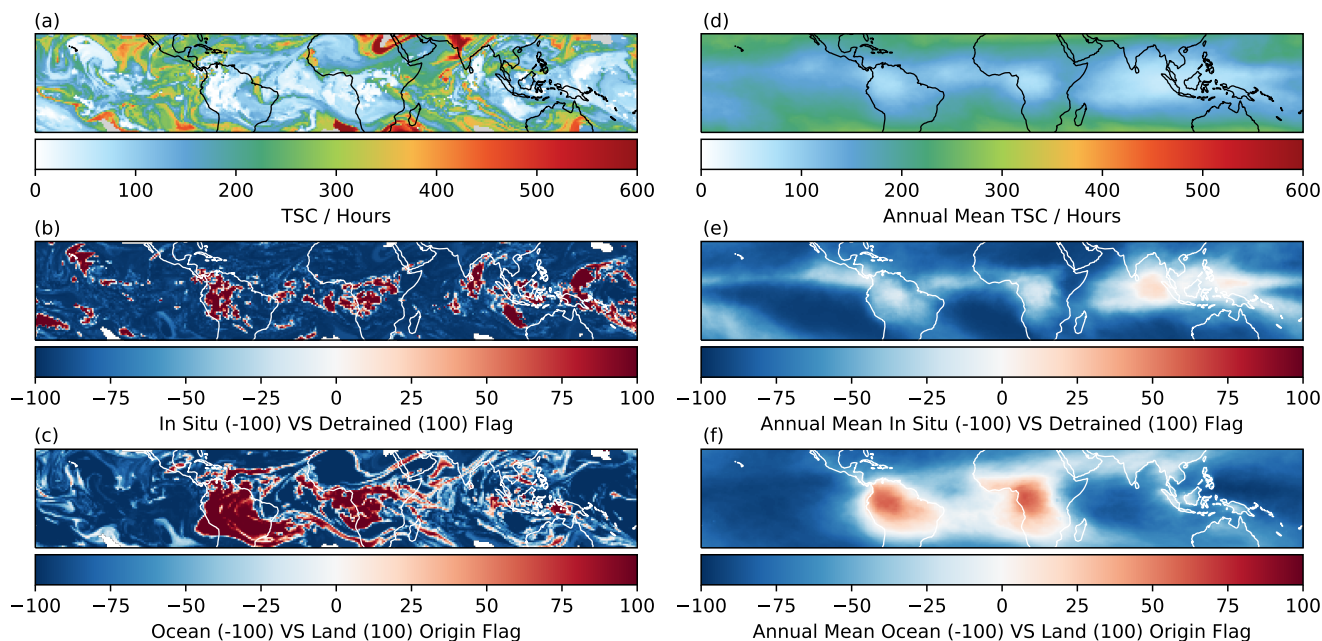 (a)
0 100 200 300 400 500 600
TSC / Hours
(b)
−100 −75 −50 −25 0 25 50 75 100
In Situ (-100) VS Detrained (100) Flag
(c)
−100 −75 −50 −25 0 25 50 75 100
Ocean (-100) VS Land (100) Origin Flag
(d)
0 100 200 300 400 500 600
Annual Mean TSC / Hours
(e)
−100 −75 −50 −25 0 25 50 75 100
Annual Mean In Situ (-100) VS Detrained (100) Flag
(f)
−100 −75 −50 −25 0 25 50 75 100
Annual Mean Ocean (-100) VS Land (100) Origin Flag